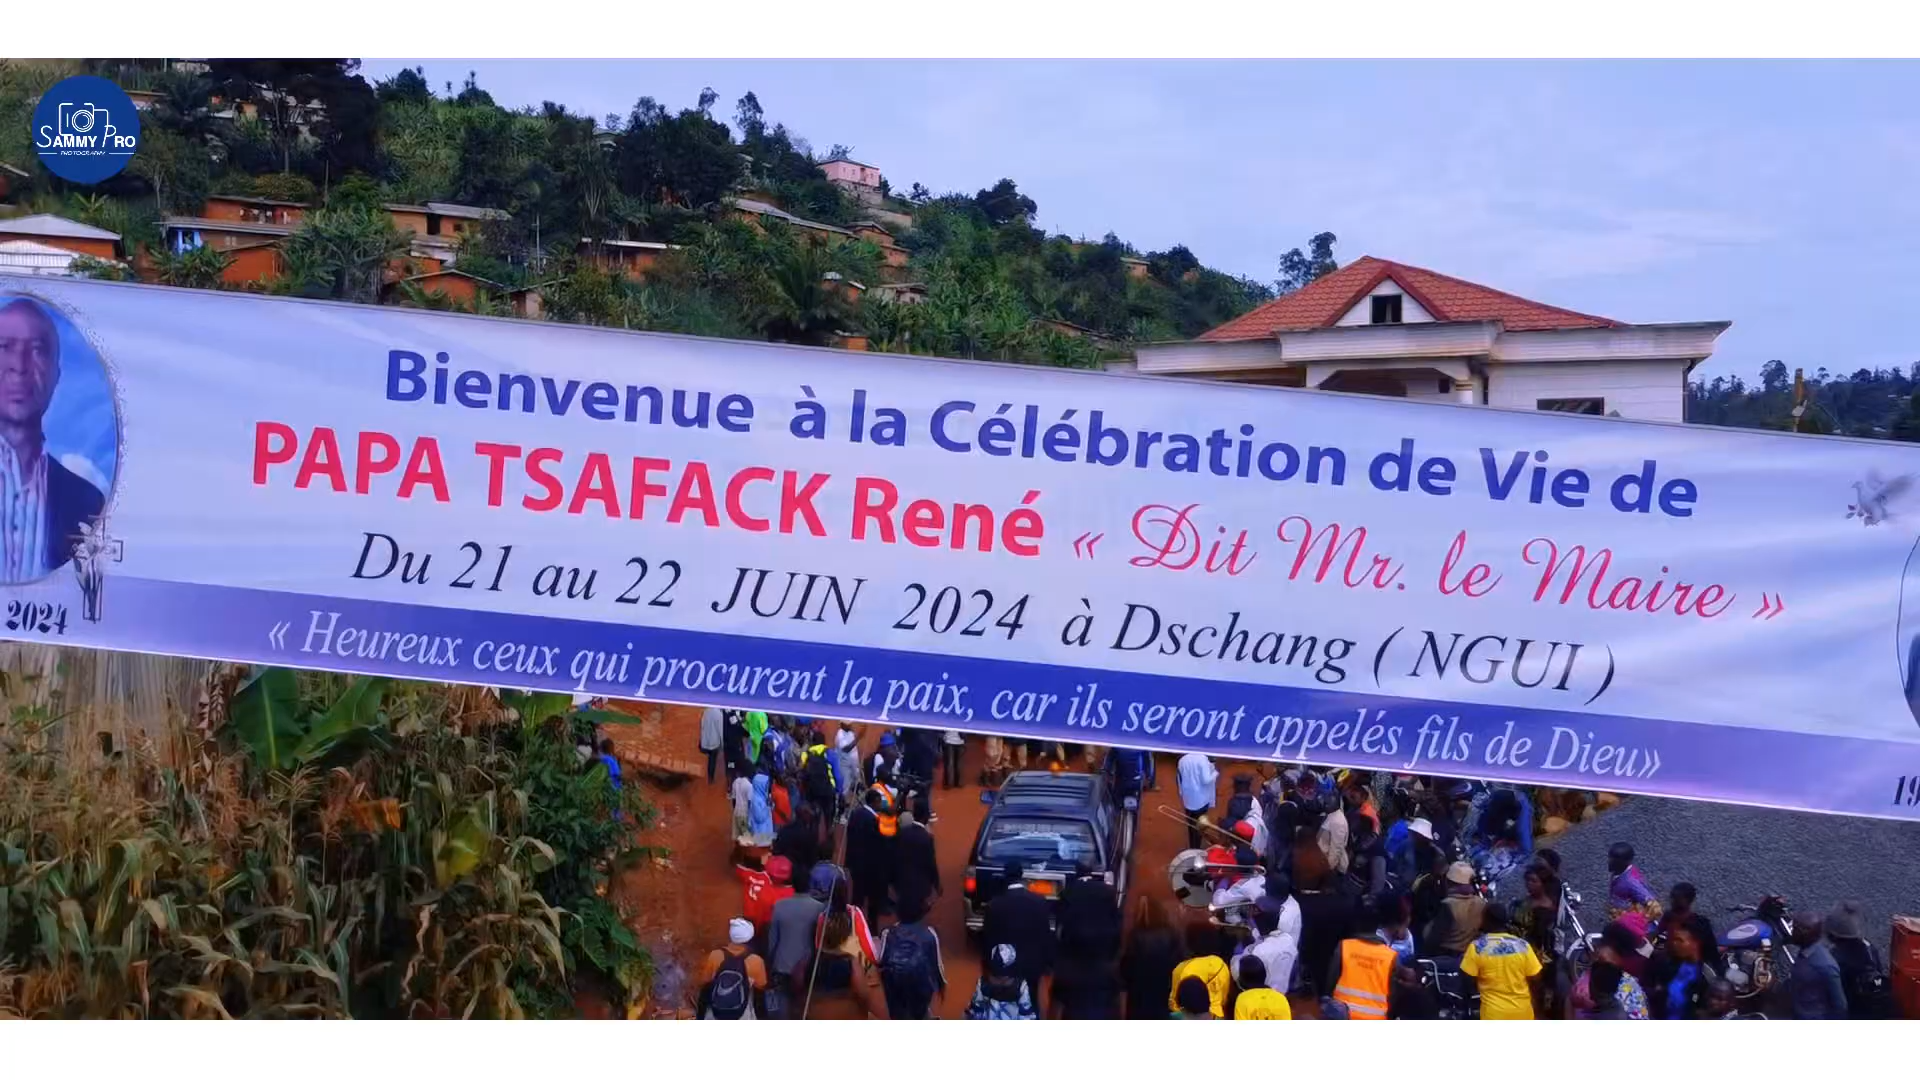 SAMMY PRO
PHOTOGRAPHY
Bienvenue à la Célébration de Vie de
PAPA TSAFACK René « Dit Mr. le Maire »
Du 21 au 22 JUIN 2024 à Dschang ( NGUI )
2024
« Heureux ceux qui procurent la paix, car ils seront appelés fils de Dieu»